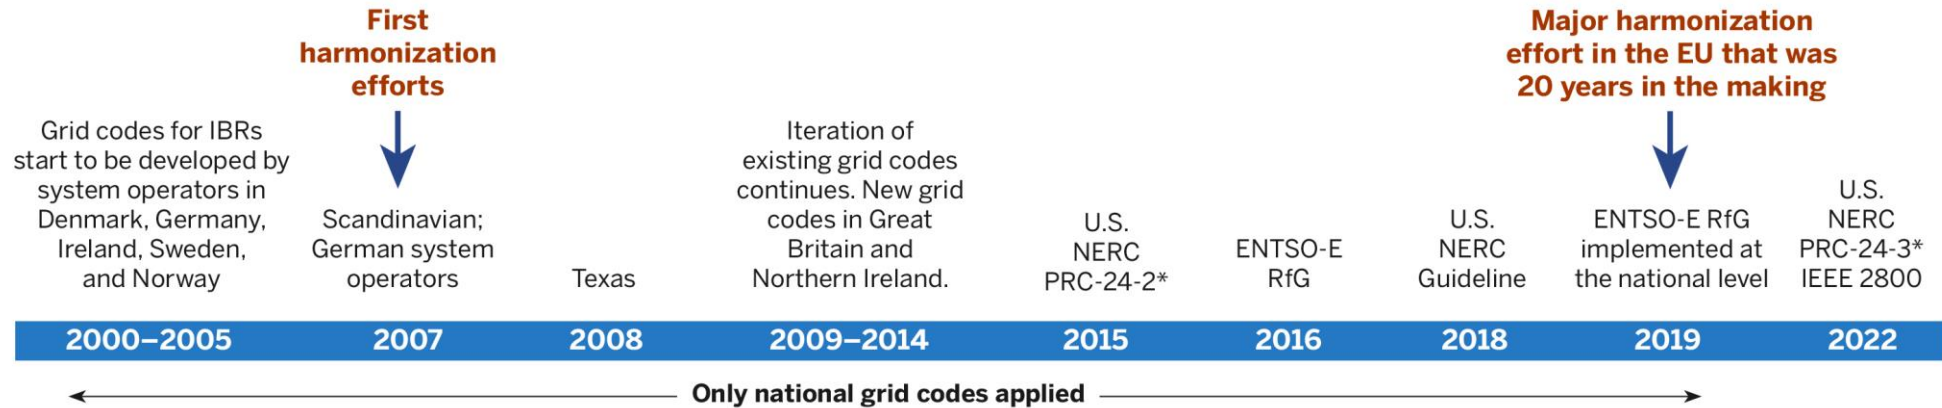 First
harmonization
efforts
Major harmonization
effort in the EU that was
20 years in the making
Grid codes for IBRs
start to be developed by
system operators in
Denmark, Germany,
Ireland, Sweden,
and Norway
Scandinavian;
German system
operators
Texas
Iteration of
existing grid codes
continues. New grid
codes in Great
Britain and
Northern Ireland.
U.S.
NERC
PRC-24-2*
ENTSO-E
RfG
U.S.
NERC
Guideline
ENTSO-E RfG
implemented at
the national level
U.S.
NERC
PRC-24-3*
IEEE 2800
2000–2005 2007 2008 2009–2014 2015 2016 2018 2019 2022
Only national grid codes applied